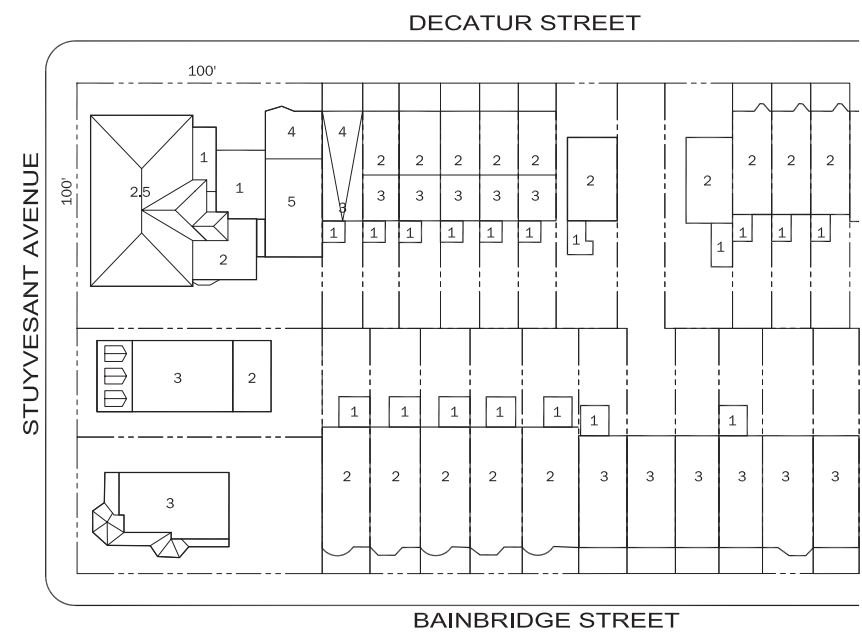 DECATUR STREET
100'
STUYVESANT AVENUE
100'
4 4
1 2 2 2 2 2 2 2 2
1 2 2
2.5 3 3 3 3 3
5 3
1 1 1 1 1 1 1 1 1
1 1
2
3 2
1 1 1 1 1 1 1
2 2 2 2 2 3 3 3 3 3 3
3
BAINBRIDGE STREET